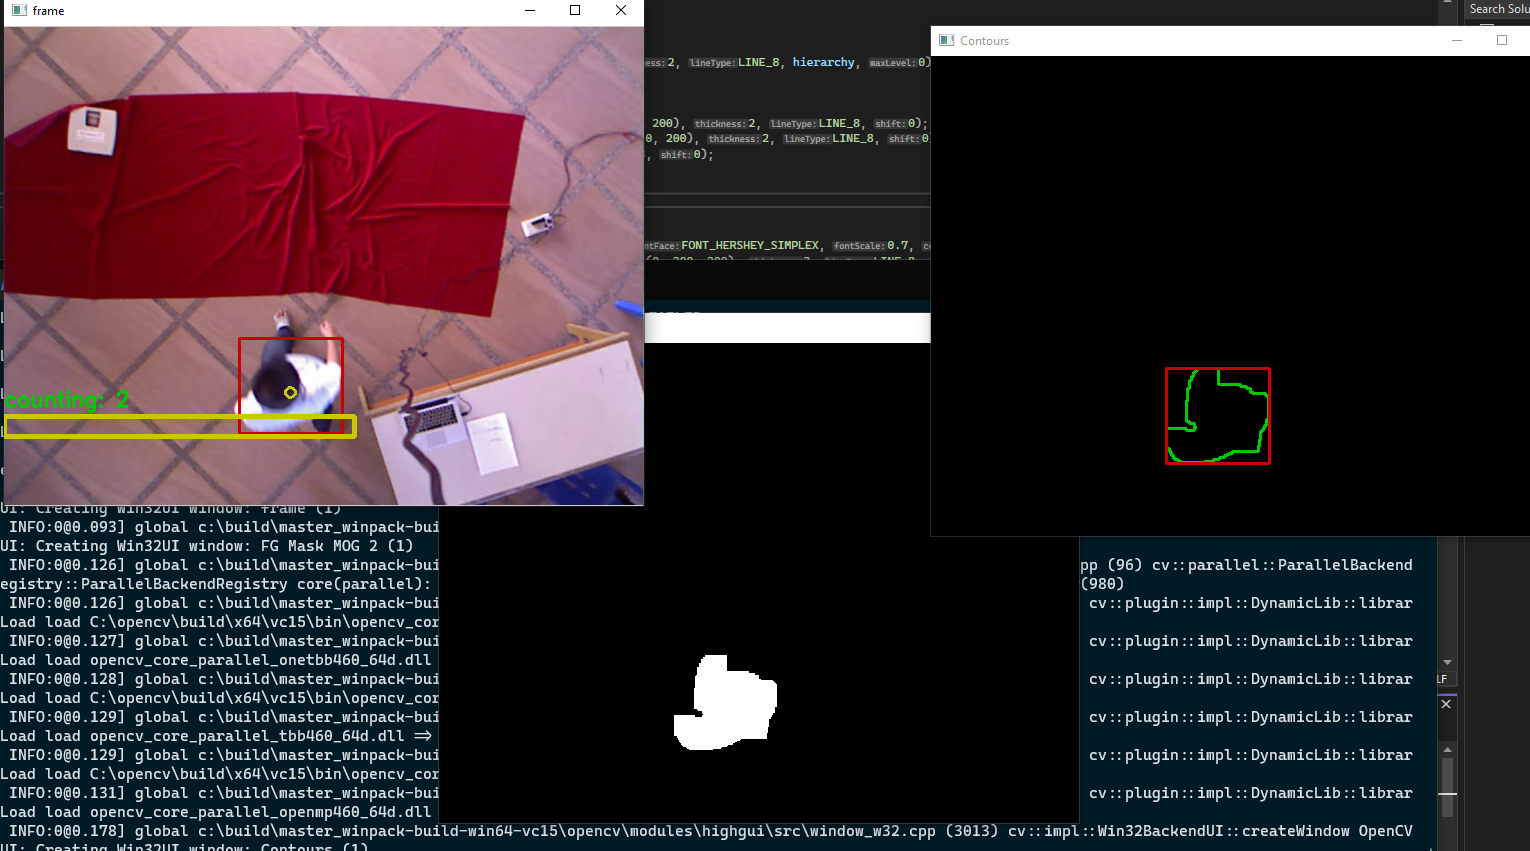 frame
Search Solu
Contours
ness:2, lineType:LINE_8, hierarchy, maxLevel:0)
200), thickness:2, lineType:LINE_8, shift:0);
0, 200), thickness:2, lineType:LINE_8, shift:0
, shift:0);
ntFace:FONT_HERSHEY_SIMPLEX, fontScale:0.7, c
counting: 2
UI: Creating Win32UI window: frame (1)
INFO:0@0.093] global c:\build\master_winpack-bui
UI: Creating Win32UI window: FG Mask MOG 2 (1)
INFO:0@0.126] global c:\build\master_winpack-bui pp (96) cv::parallel::ParallelBackend
egistry::ParallelBackendRegistry core(parallel): (980)
INFO:0@0.126] global c:\build\master_winpack-bui cv::plugin::impl::DynamicLib::librar
Load load C:\opencv\build\x64\vc15\bin\opencv_cor
INFO:0@0.127] global c:\build\master_winpack-bui cv::plugin::impl::DynamicLib::librar
Load load opencv_core_parallel_onetbb460_64d.dll
INFO:0@0.128] global c:\build\master_winpack-bui cv::plugin::impl::DynamicLib::librar
LF
Load load C:\opencv\build\x64\vc15\bin\opencv_cor
INFO:0@0.129] global c:\build\master_winpack-bui cv::plugin::impl::DynamicLib::librar
Load load opencv_core_parallel_tbb460_64d.dll =>
INFO:0@0.129] global c:\build\master_winpack-bui cv::plugin::impl::DynamicLib::librar
Load load C:\opencv\build\x64\vc15\bin\opencv_cor
INFO:0@0.131] global c:\build\master_winpack-bui cv::plugin::impl::DynamicLib::librar
Load load opencv_core_parallel_openmp460_64d.dll
INFO:0@0.178] global c:\build\master_winpack-build-win64-vc15\opencv\modules\highgui\src\window_w32.cpp (3013) cv::impl::Win32BackendUI::createWindow OpenCV
UI: Creating Win32UI window: Contours (1)